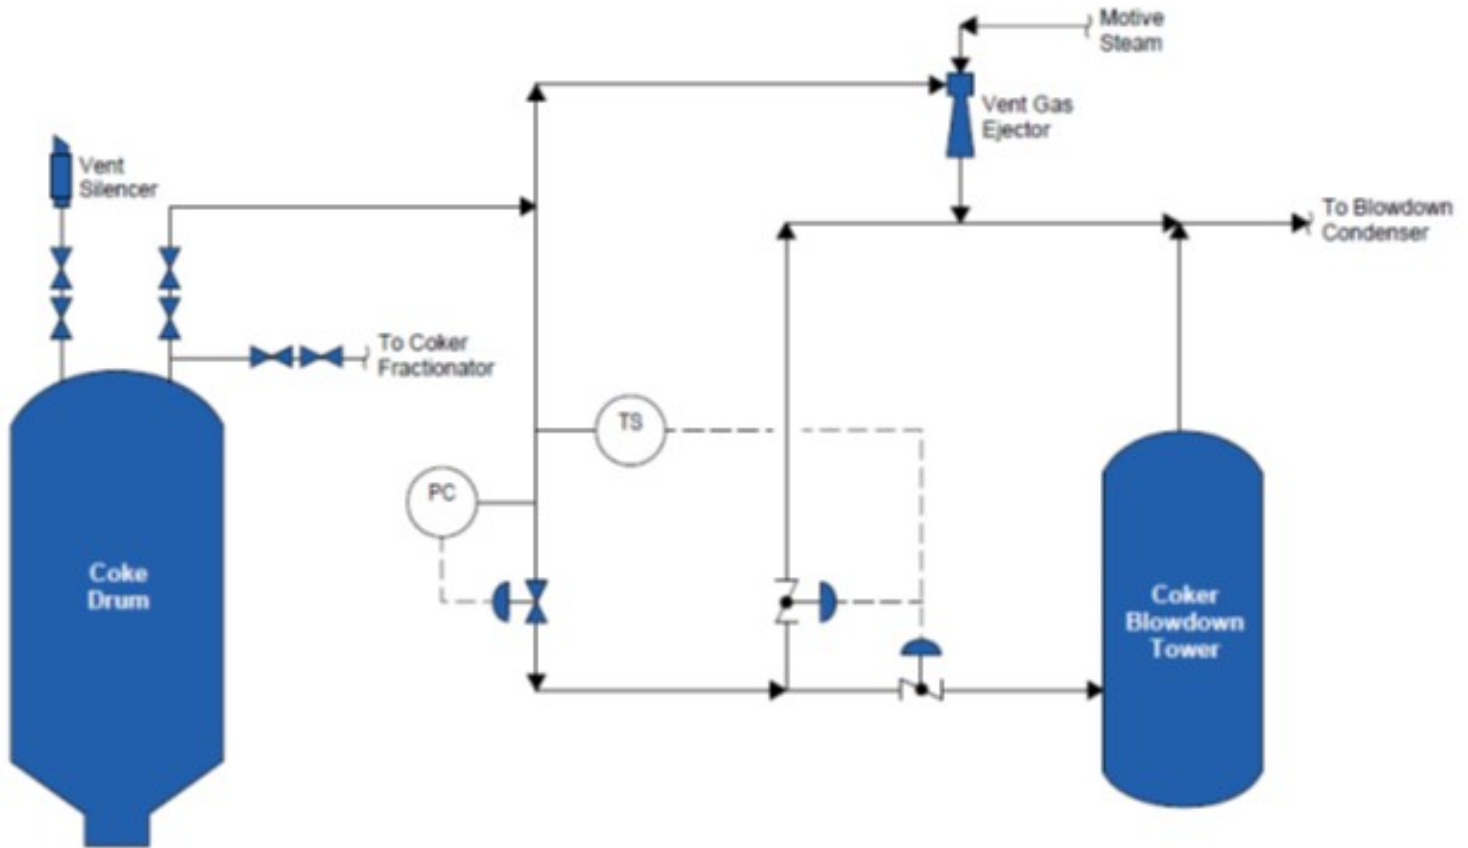 Motive
Steam
Vent Gas
Ejector
Vent
Silencer
To Blowdown
Condenser
To Coker
Fractionator
TS
PC
Coke
Drum
Coker
Blowdown
Tower